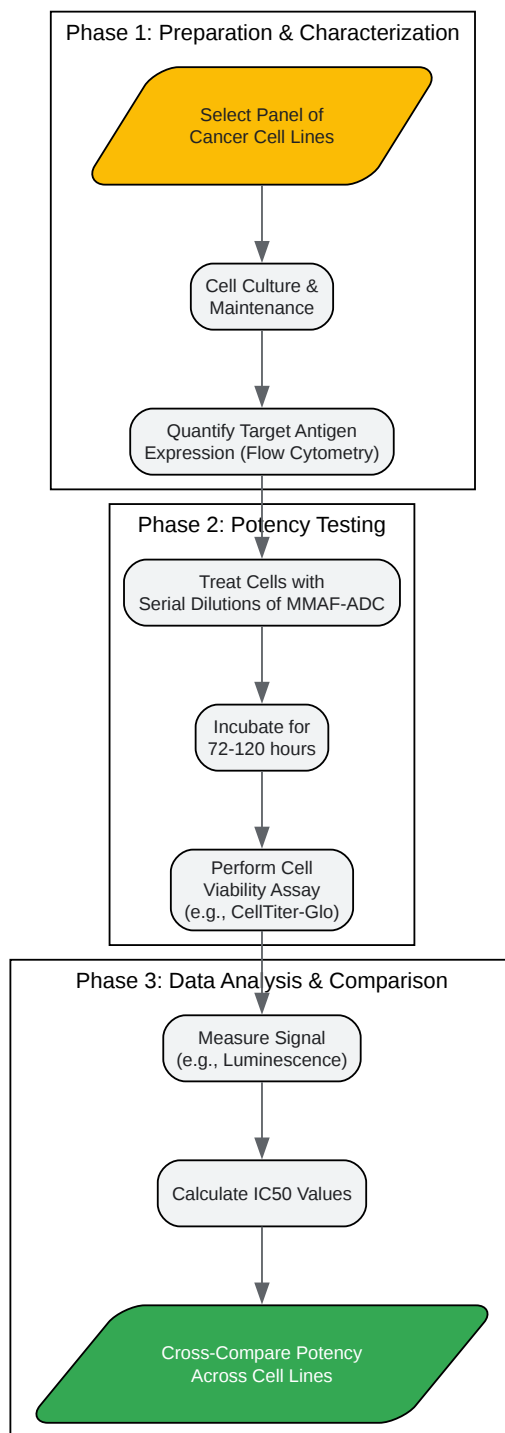 Phase 1: Preparation & Characterization
Select Panel of
Cancer Cell Lines
Cell Culture &
Maintenance
Quantify Target Antigen
Expression (Flow Cytometry)
Phase 2: Potency Testing
Treat Cells with
Serial Dilutions of MMAF-ADC
Incubate for
72-120 hours
Perform Cell
Viability Assay
(e.g., CellTiter-Glo)
Phase 3: Data Analysis & Comparison
Measure Signal
(e.g., Luminescence)
Calculate IC50 Values
Cross-Compare Potency
Across Cell Lines